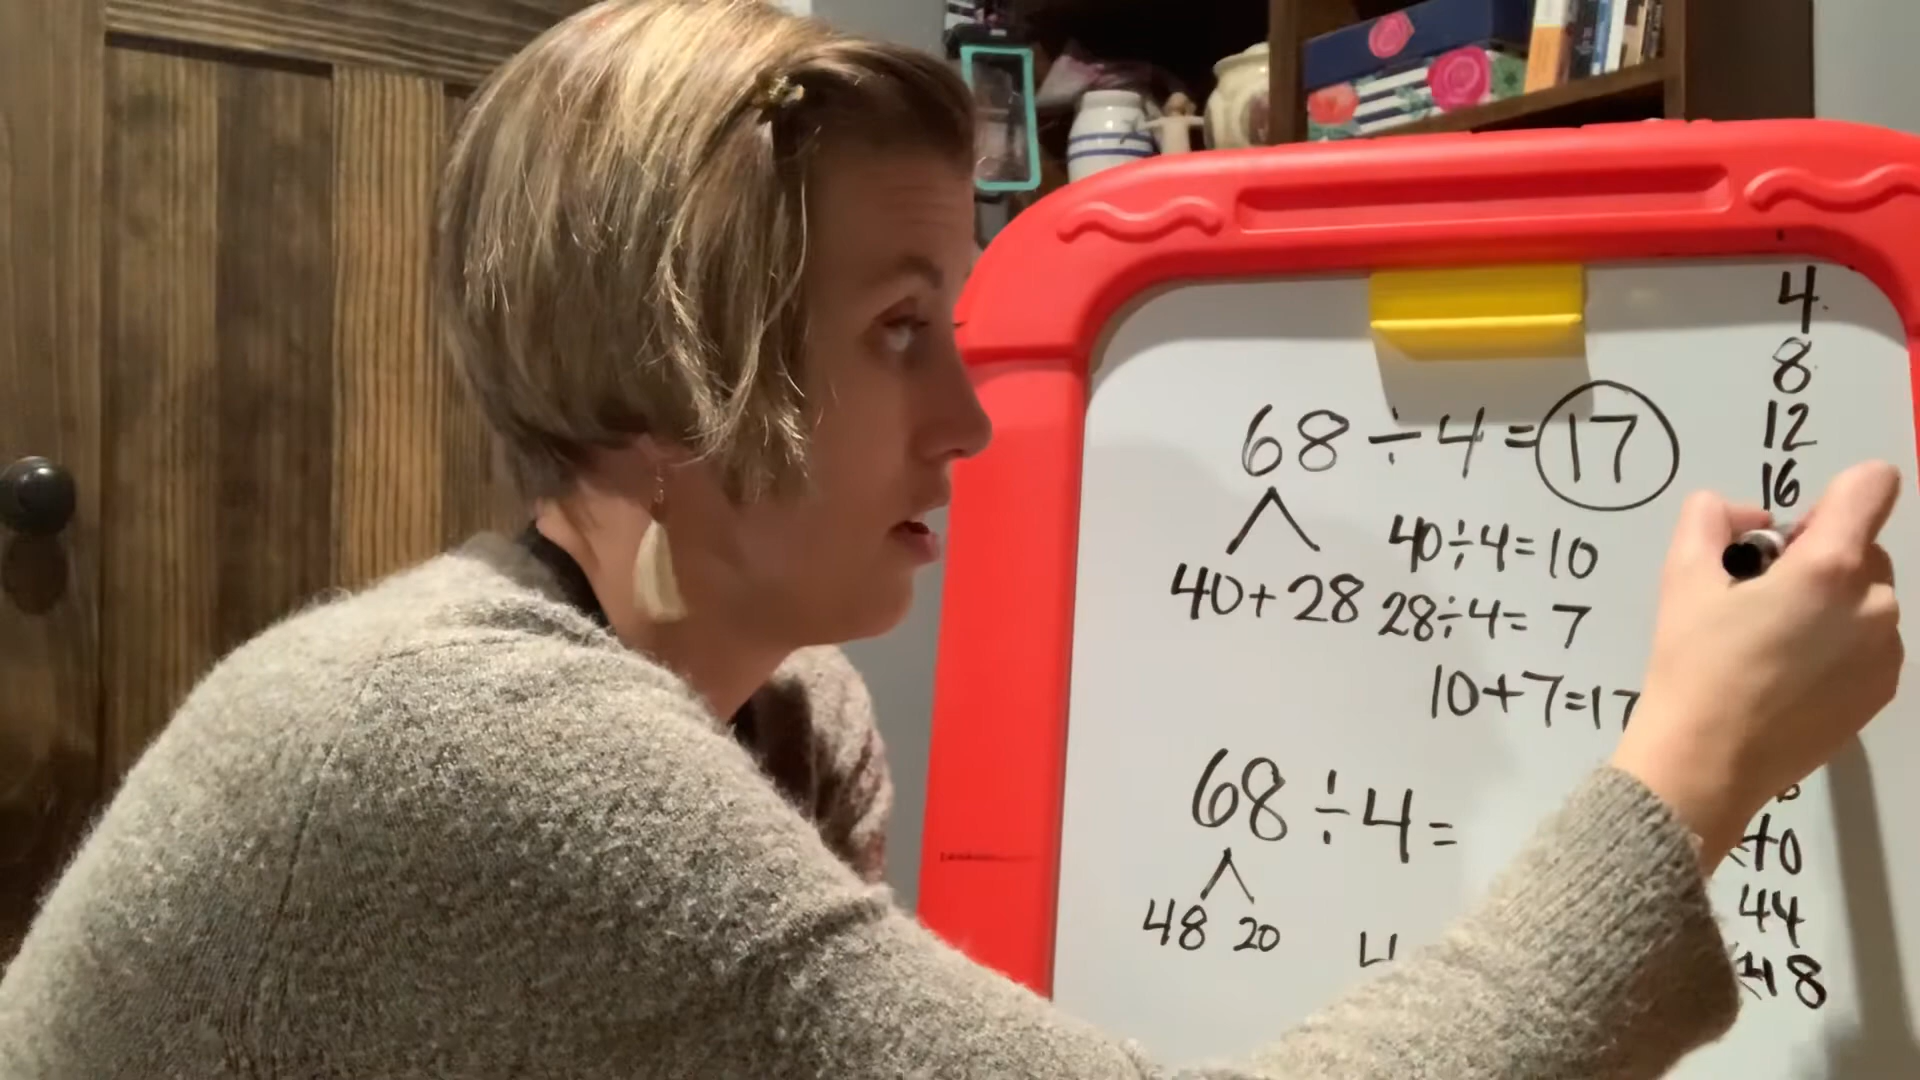 68 ÷ 4 = 17
40 + 28
40 ÷ 4 = 10
28 ÷ 4 = 7
10 + 7 = 17
68 ÷ 4 =
48 20
4
8
12
16
40
44
48